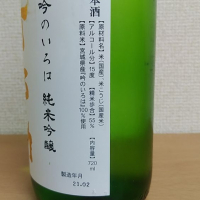 本酒
吟のいろは 純米吟醸
【原材料名】米(国産)、米こうじ(国産米)
【アルコール分】15度 【精米歩合】55%
【原料米】宮城県産「吟のいろは」100%使用
【内容量】720ml
製造年月
23.02